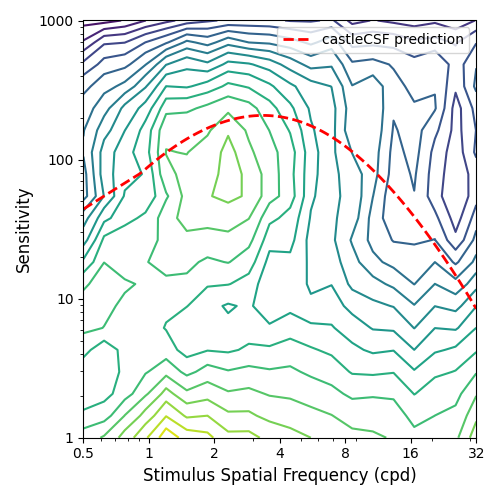 1000
castleCSF prediction
100
10
1
Sensitivity
0.5 1 2 4 8 16 32
Stimulus Spatial Frequency (cpd)